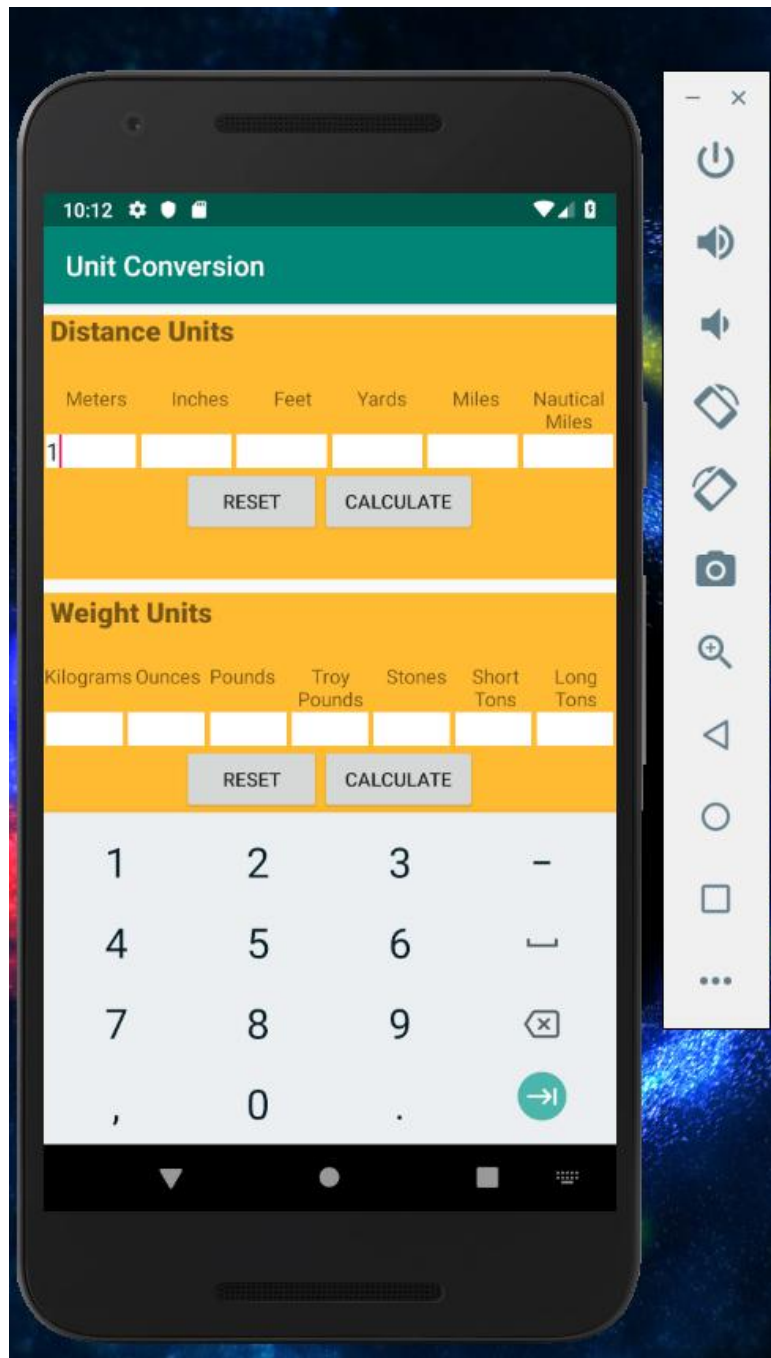 10:12
Unit Conversion
Distance Units
Meters Inches Feet Yards Miles Nautical
Miles
1
RESET CALCULATE
Weight Units
Kilograms Ounces Pounds Troy Stones Short Long
Pounds Tons Tons
RESET CALCULATE
1 2 3 -
4 5 6
7 8 9
, 0 .